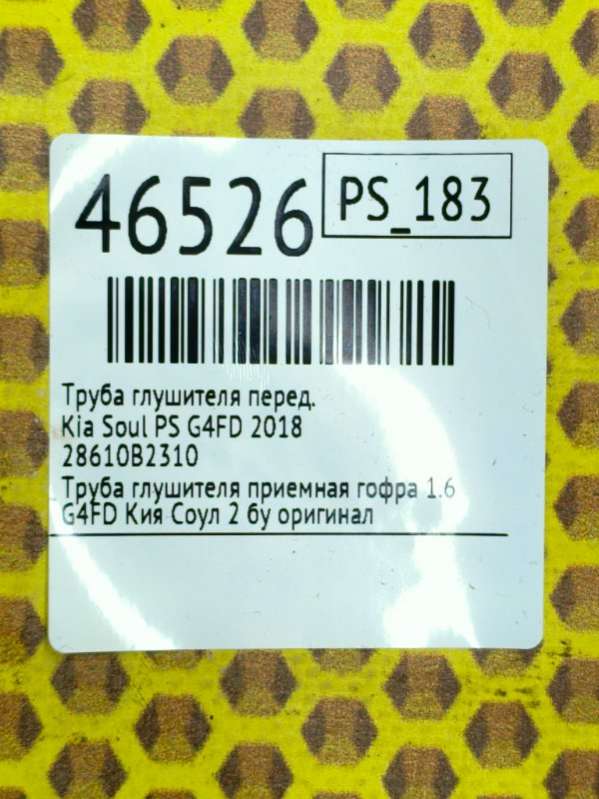 46526
PS_183
Труба глушителя перед.
Kia Soul PS G4FD 2018
28610B2310
Труба глушителя приемная гофра 1.6
G4FD Кия Соул 2 бу оригинал